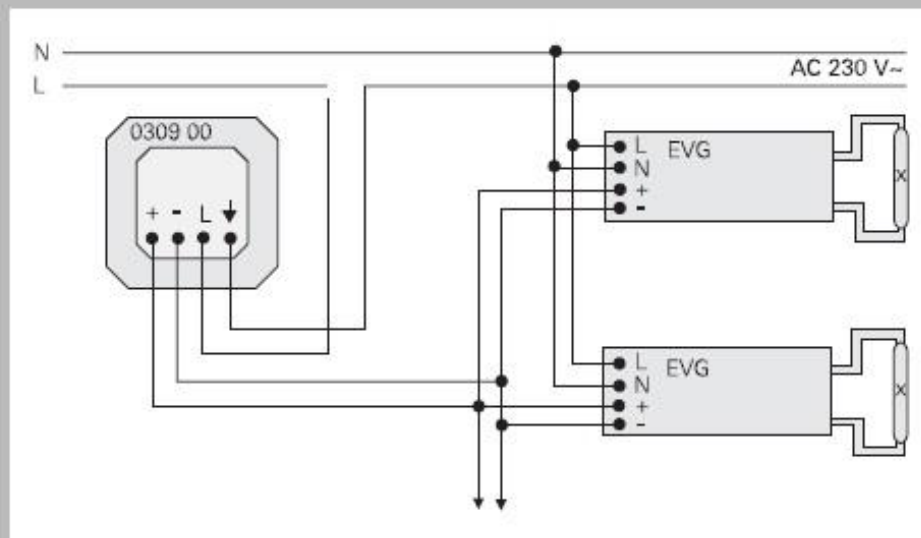 N
AC 230 V~
L
0309 00
+ - L ↓
L EVG
N
+
-
x
L EVG
N
+
-
x